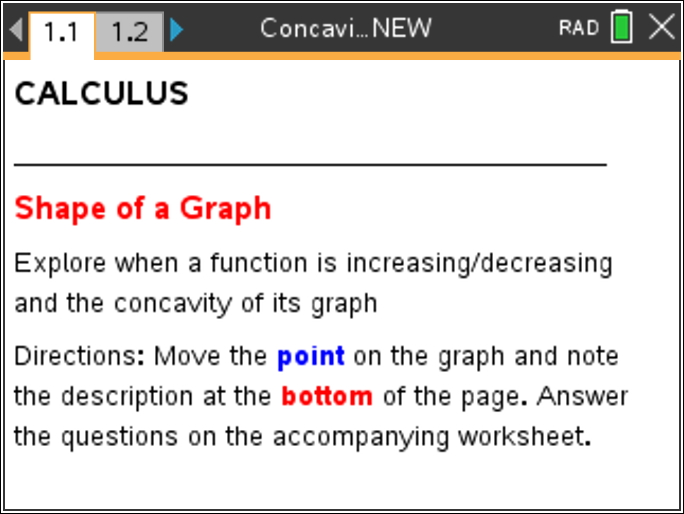 1.1 1.2 Concavi...NEW RAD
CALCULUS
Shape of a Graph
Explore when a function is increasing/decreasing
and the concavity of its graph
Directions: Move the point on the graph and note
the description at the bottom of the page. Answer
the questions on the accompanying worksheet.